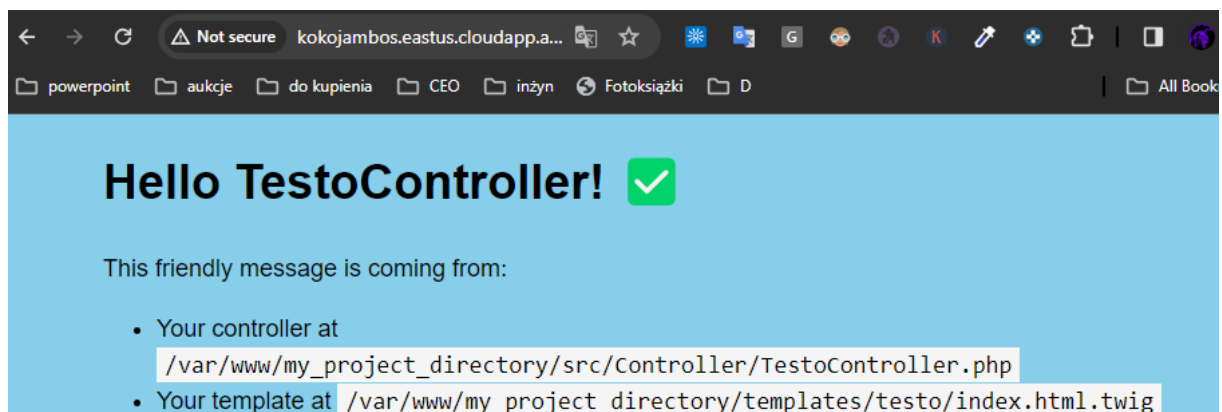 Not secure kokojambos.eastus.cloudapp.a... G K
powerpoint aukcje do kupienia CEO inżyn Fotoksiążki D All Book
Hello TestoController! ✅
This friendly message is coming from:
• Your controller at
/var/www/my_project_directory/src/Controller/TestoController.php
• Your template at /var/www/my_project_directory/templates/testo/index.html.twig